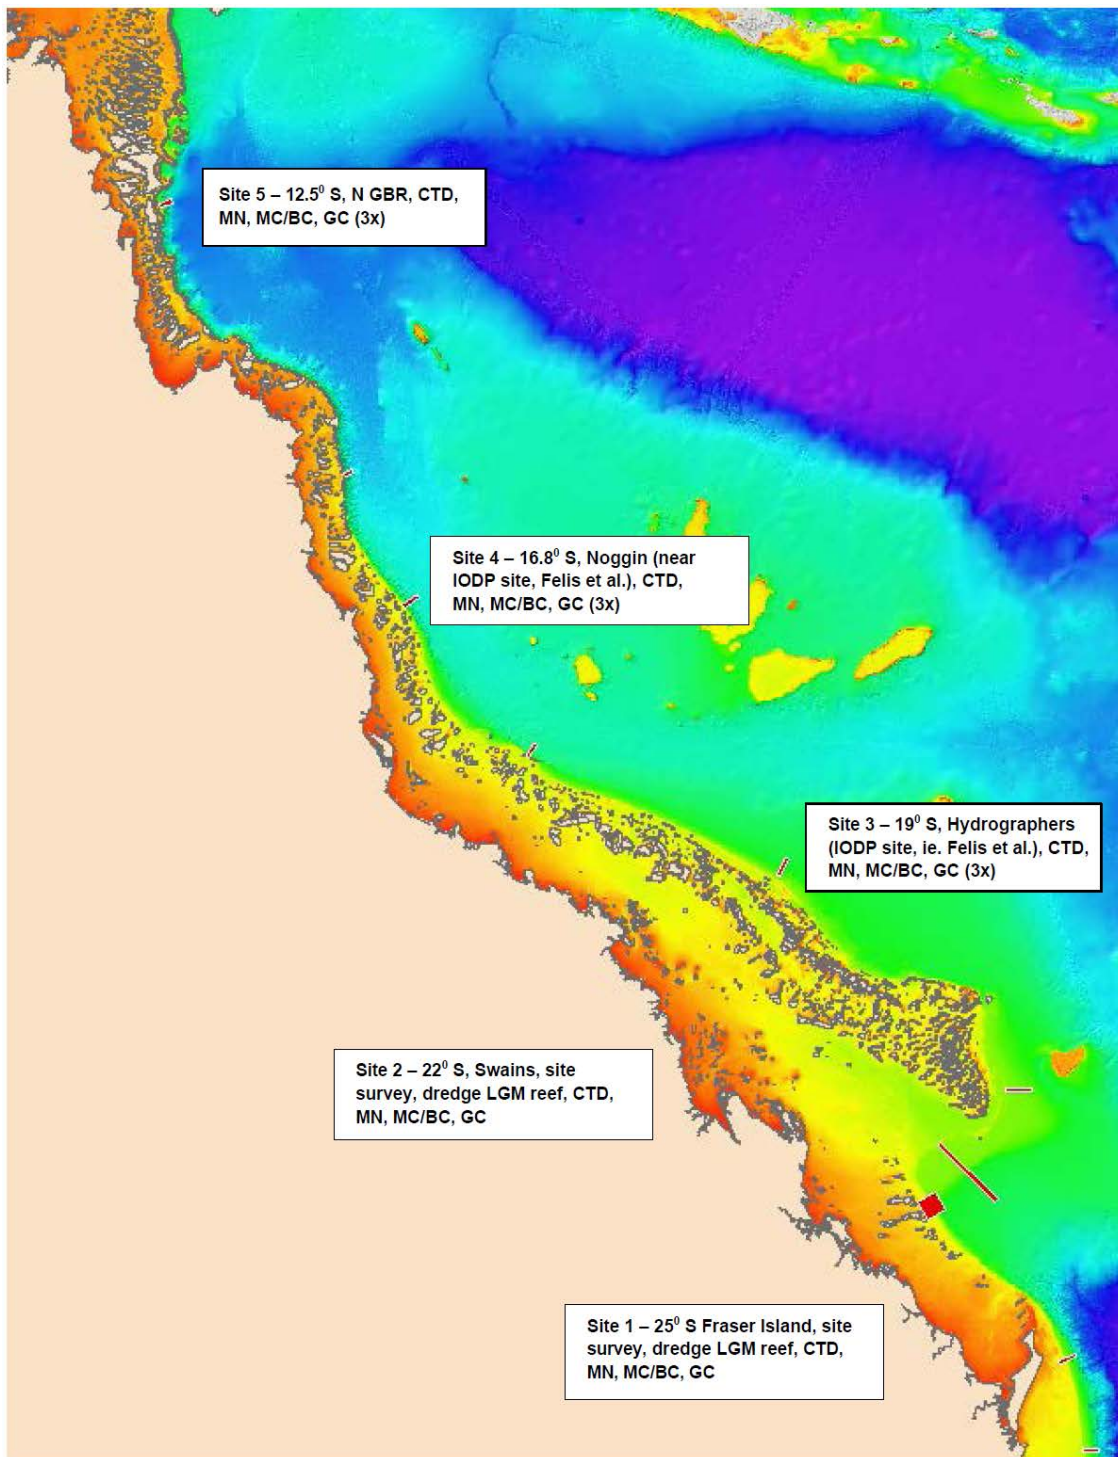 Site 5 – 12.5⁰ S, N GBR, CTD,
MN, MC/BC, GC (3x)
Site 4 – 16.8⁰ S, Noggin (near
IODP site, Felis et al.), CTD,
MN, MC/BC, GC (3x)
Site 3 – 19⁰ S, Hydrographers
(IODP site, ie. Felis et al.), CTD,
MN, MC/BC, GC (3x)
Site 2 – 22⁰ S, Swains, site
survey, dredge LGM reef, CTD,
MN, MC/BC, GC
Site 1 – 25⁰ S Fraser Island, site
survey, dredge LGM reef, CTD,
MN, MC/BC, GC